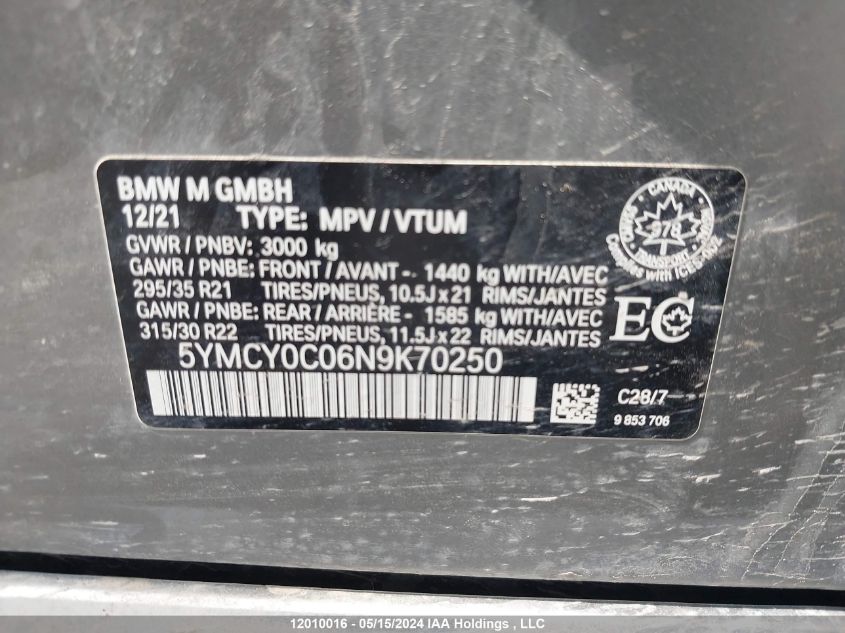 BMW M GMBH
12/21 TYPE: MPV / VTUM
GVWR / PNBV: 3000 kg
GAWR / PNBE: FRONT / AVANT - 1440 kg WITH/AVEC
295/35 R21 TIRES/PNEUS, 10.5J x 21 RIMS/JANTES
GAWR / PNBE: REAR / ARRIÈRE - 1585 kg WITH/AVEC
315/30 R22 TIRES/PNEUS, 11.5J x 22 RIMS/JANTES
5YMCY0C06N9K70250
CANADA
378
TRANSPORT
EC
C28/7
9 853 706
12010016 - 05/15/2024 IAA Holdings, LLC